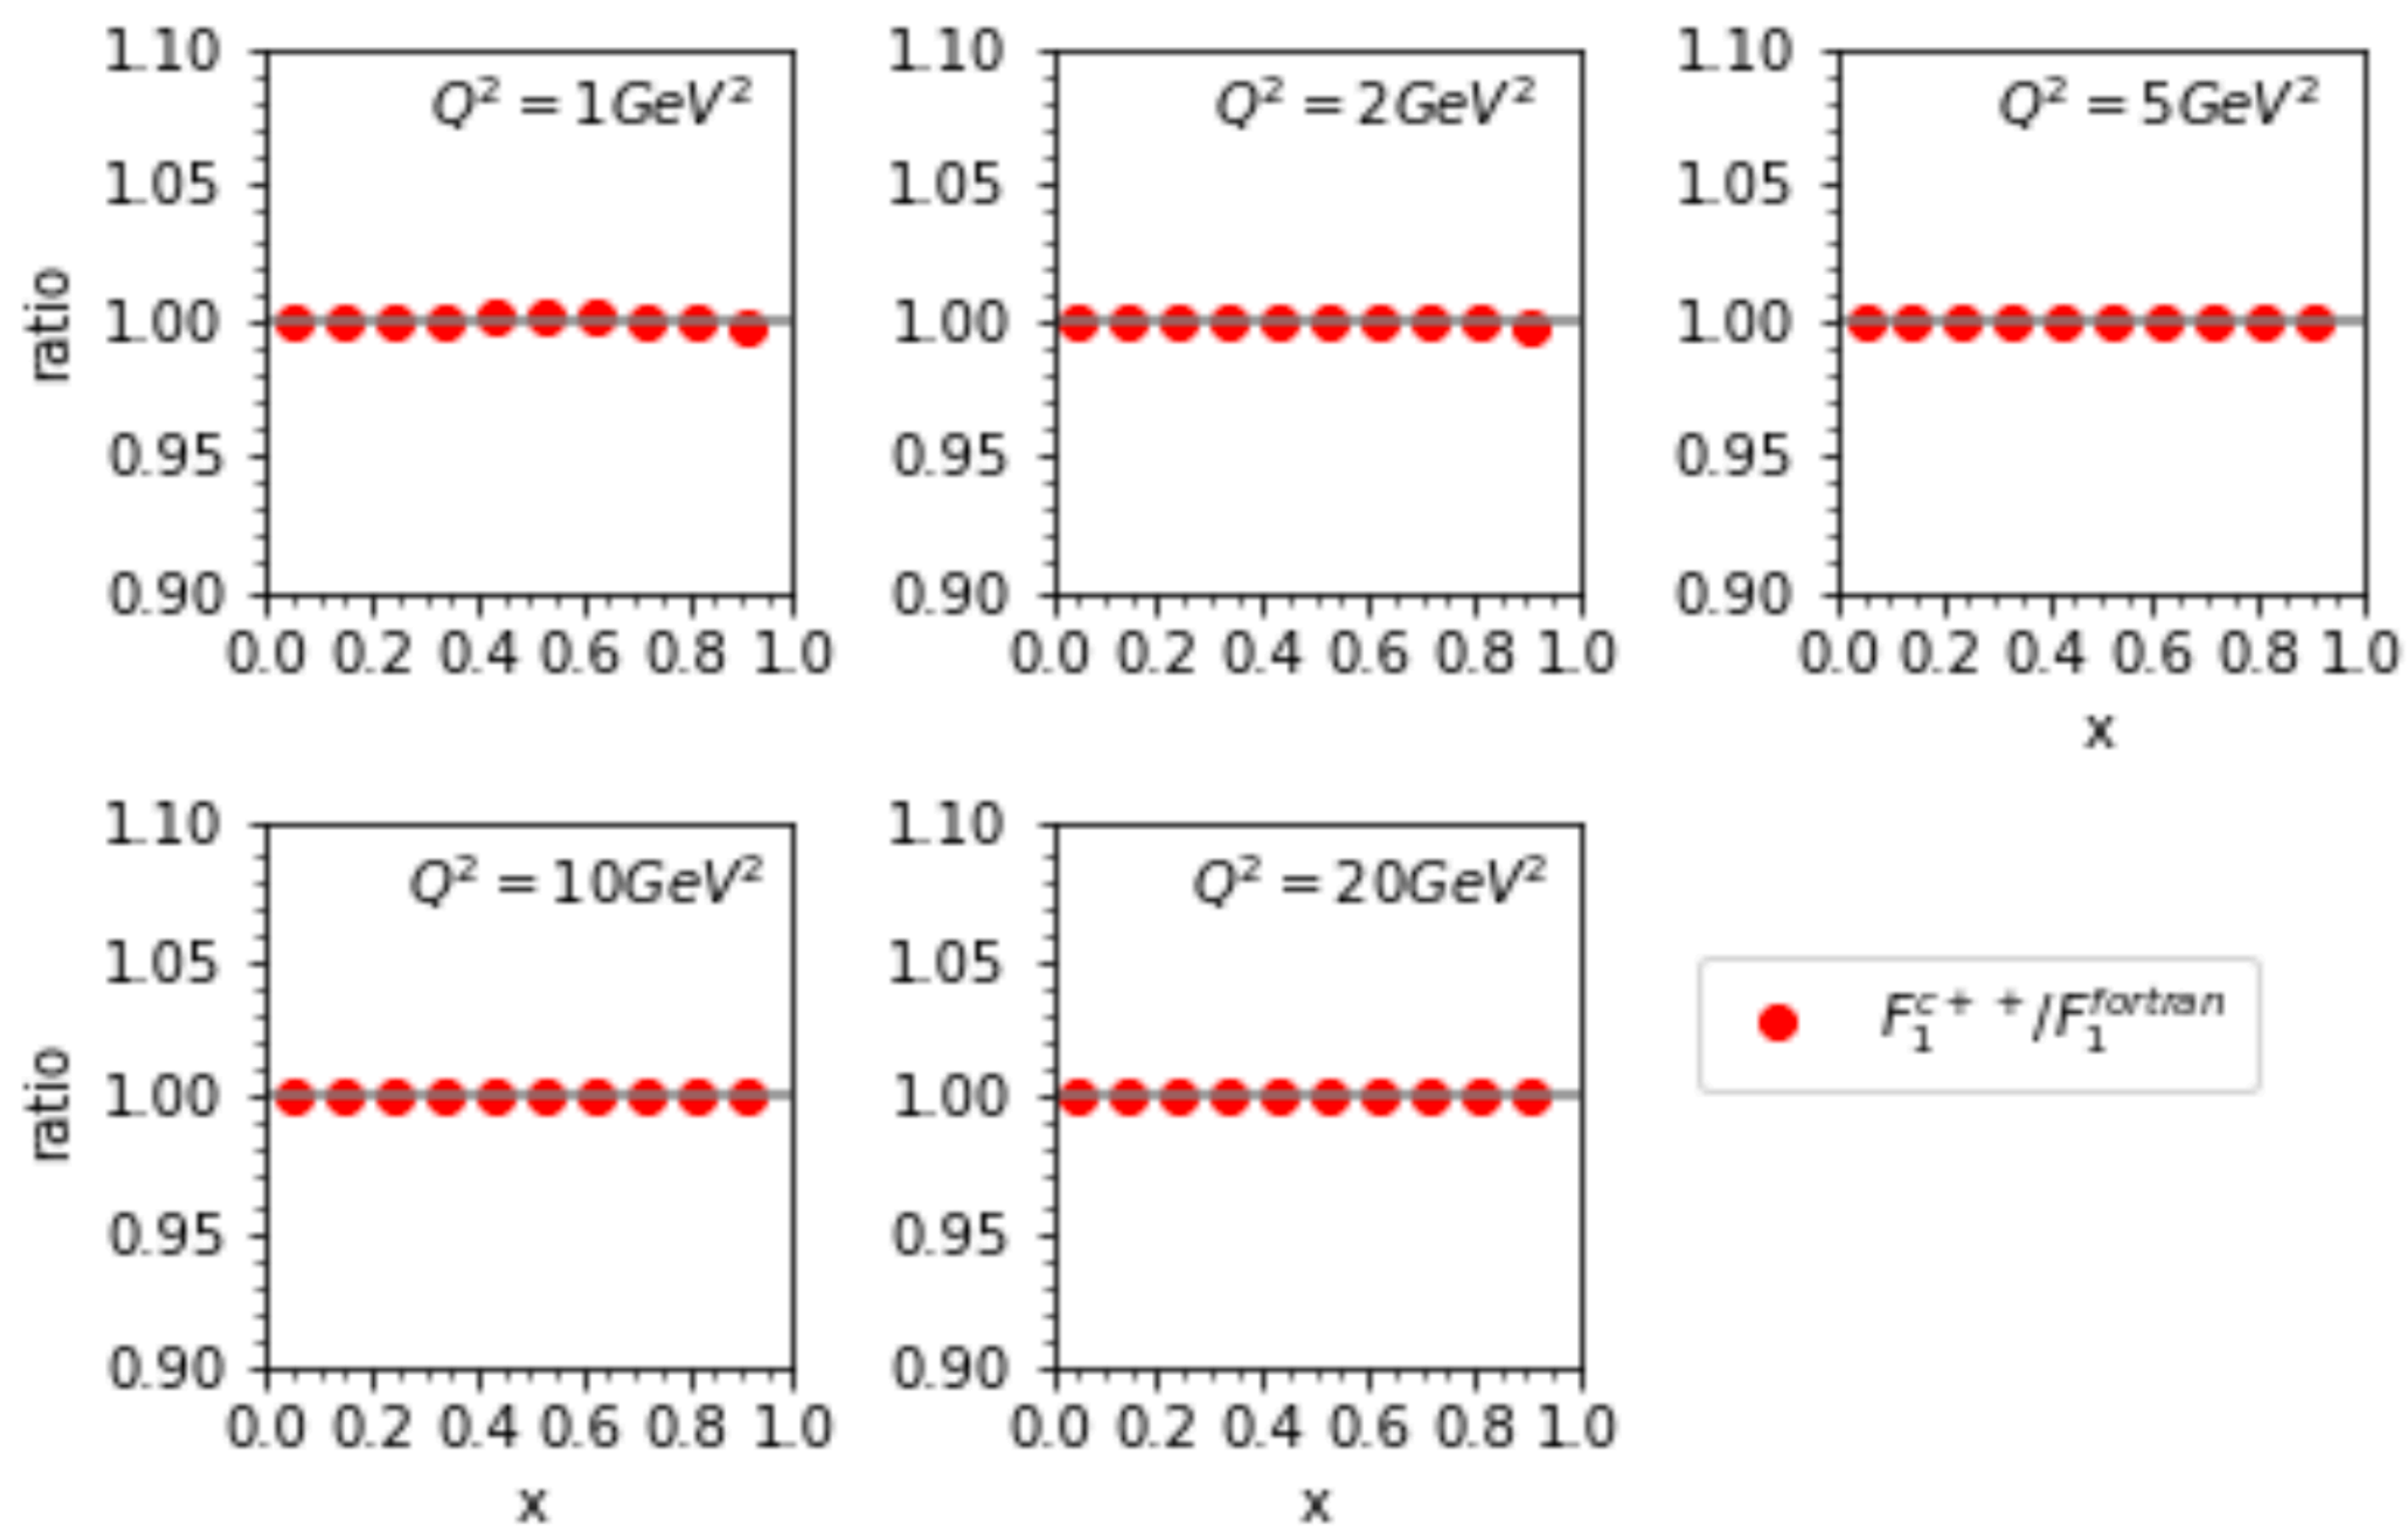 1.10 1.05 1.00 0.95 0.90
ratio
Q² = 1GeV²
0.0 0.2 0.4 0.6 0.8 1.0
1.10 1.05 1.00 0.95 0.90
Q² = 2GeV²
0.0 0.2 0.4 0.6 0.8 1.0
1.10 1.05 1.00 0.95 0.90
Q² = 5GeV²
0.0 0.2 0.4 0.6 0.8 1.0
x
1.10 1.05 1.00 0.95 0.90
ratio
Q² = 10GeV²
0.0 0.2 0.4 0.6 0.8 1.0
x
1.10 1.05 1.00 0.95 0.90
Q² = 20GeV²
0.0 0.2 0.4 0.6 0.8 1.0
x
F₁^{c++}/F₁^{fortran}